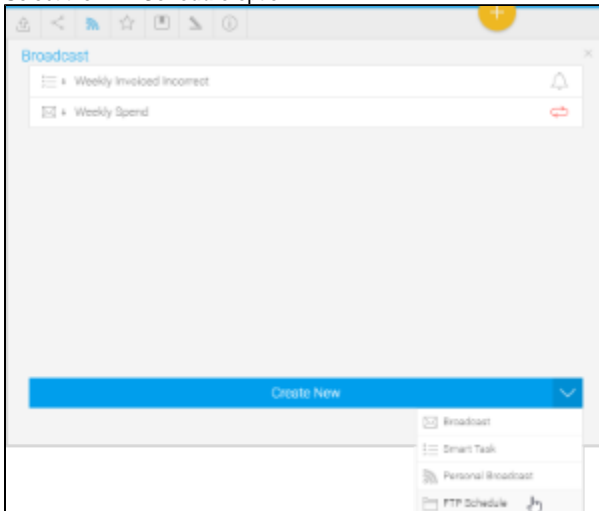 Broadcast
Weekly Invoiced Incorrect
Weekly Spend
Create New
Broadcast
Smart Task
Personal Broadcast
FTP Schedule